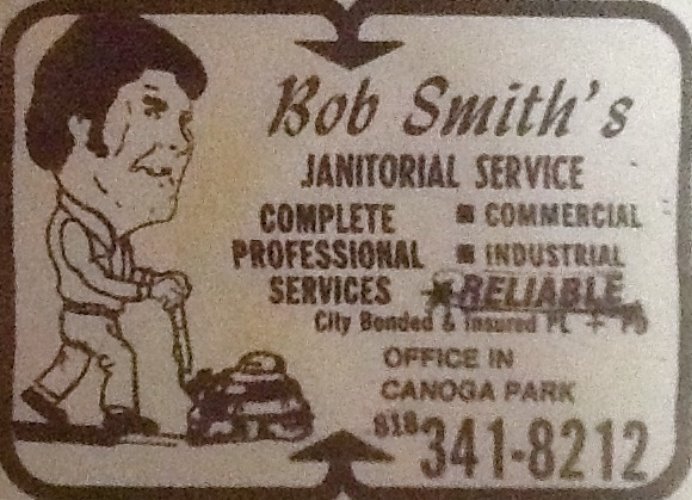 Bob Smith's
JANITORIAL SERVICE
COMPLETE
PROFESSIONAL
SERVICES
■ COMMERCIAL
■ INDUSTRIAL
★ RELIABLE
City Bonded & Insured PL + PD
OFFICE IN
CANOGA PARK
818 341-8212